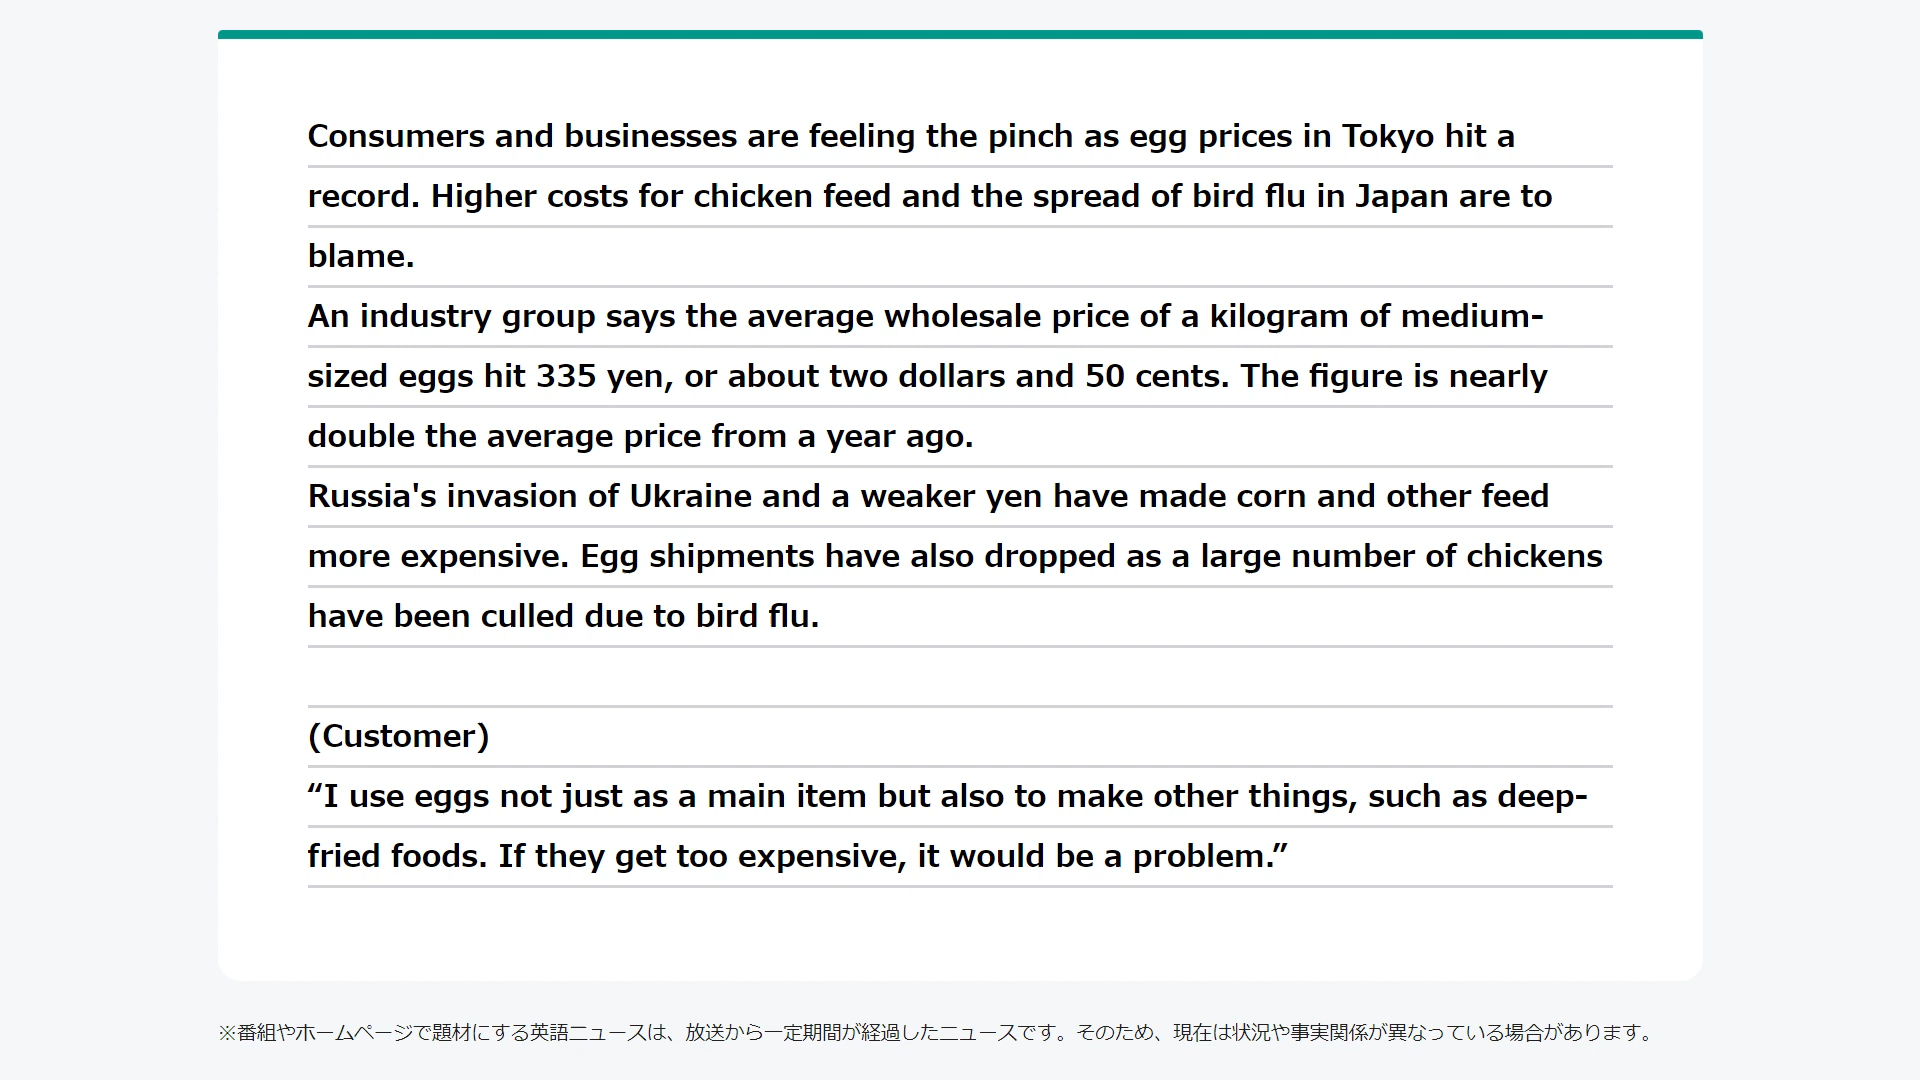 Consumers and businesses are feeling the pinch as egg prices in Tokyo hit a
record. Higher costs for chicken feed and the spread of bird flu in Japan are to
blame.
An industry group says the average wholesale price of a kilogram of medium-
sized eggs hit 335 yen, or about two dollars and 50 cents. The figure is nearly
double the average price from a year ago.
Russia's invasion of Ukraine and a weaker yen have made corn and other feed
more expensive. Egg shipments have also dropped as a large number of chickens
have been culled due to bird flu.
(Customer)
“I use eggs not just as a main item but also to make other things, such as deep-
fried foods. If they get too expensive, it would be a problem.”
※番組やホームページで題材にする英語ニュースは、放送から一定期間が経過したニュースです。そのため、現在は状況や事実関係が異なっている場合があります。